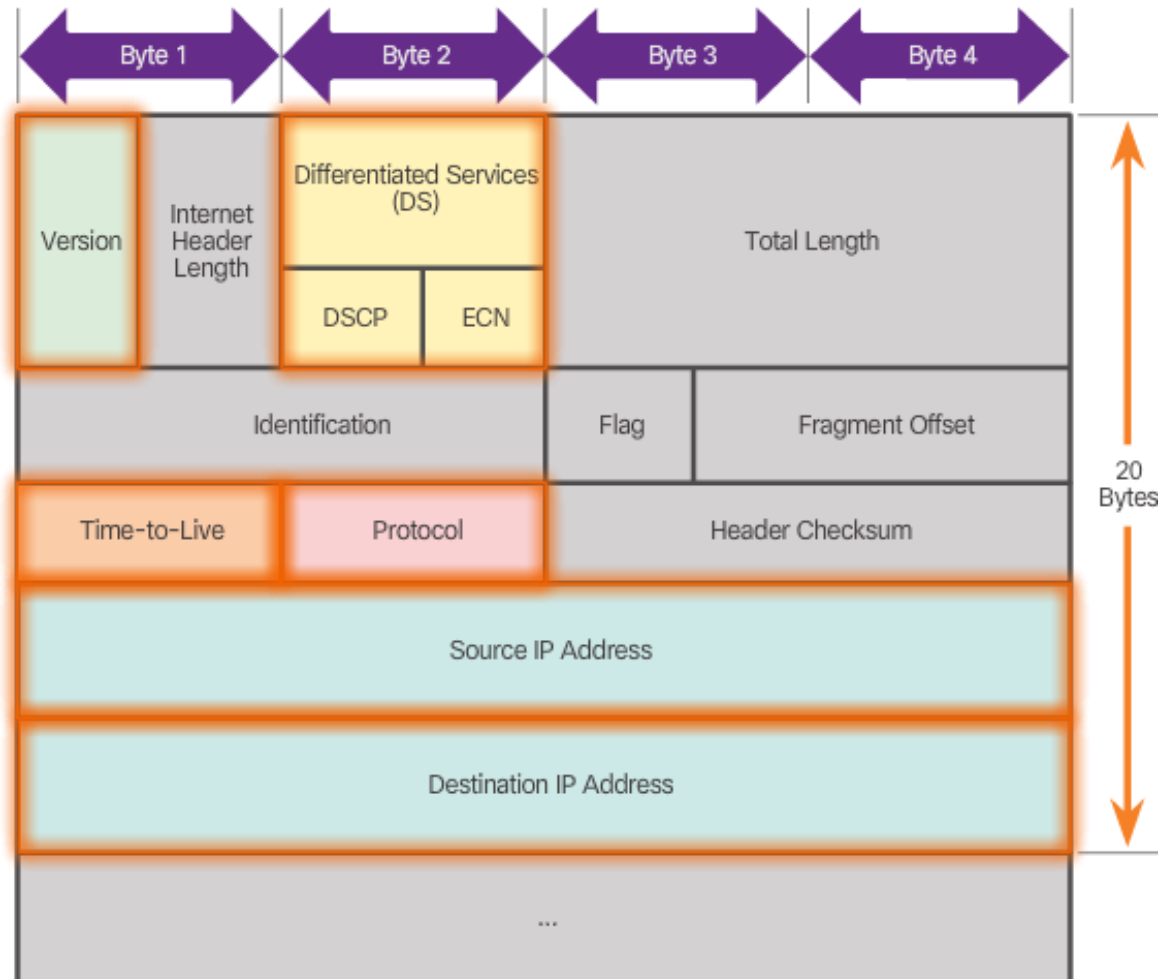 Byte 1
Byte 2
Byte 3
Byte 4
Version
Internet
Header
Length
Differentiated Services
(DS)
DSCP
ECN
Total Length
Identification
Flag
Fragment Offset
20
Bytes
Time-to-Live
Protocol
Header Checksum
Source IP Address
Destination IP Address
...